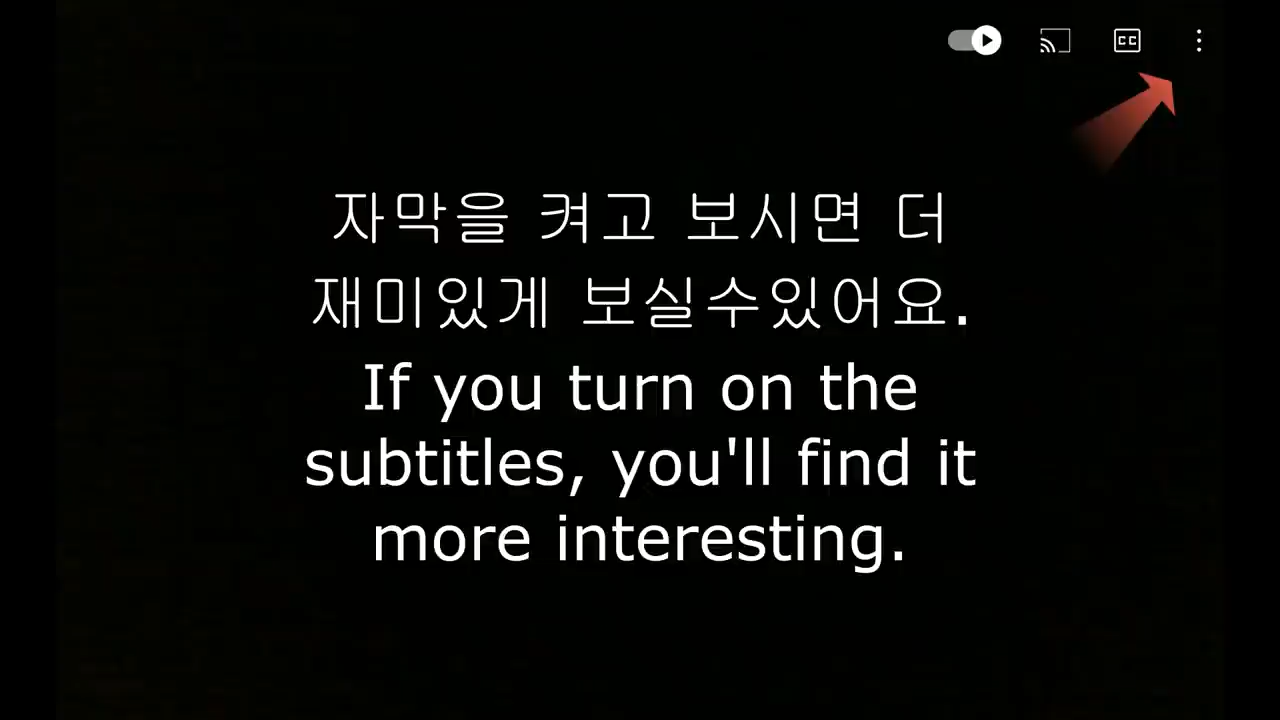 CC
자막을 켜고 보시면 더
재미있게 보실수있어요.
If you turn on the
subtitles, you'll find it
more interesting.